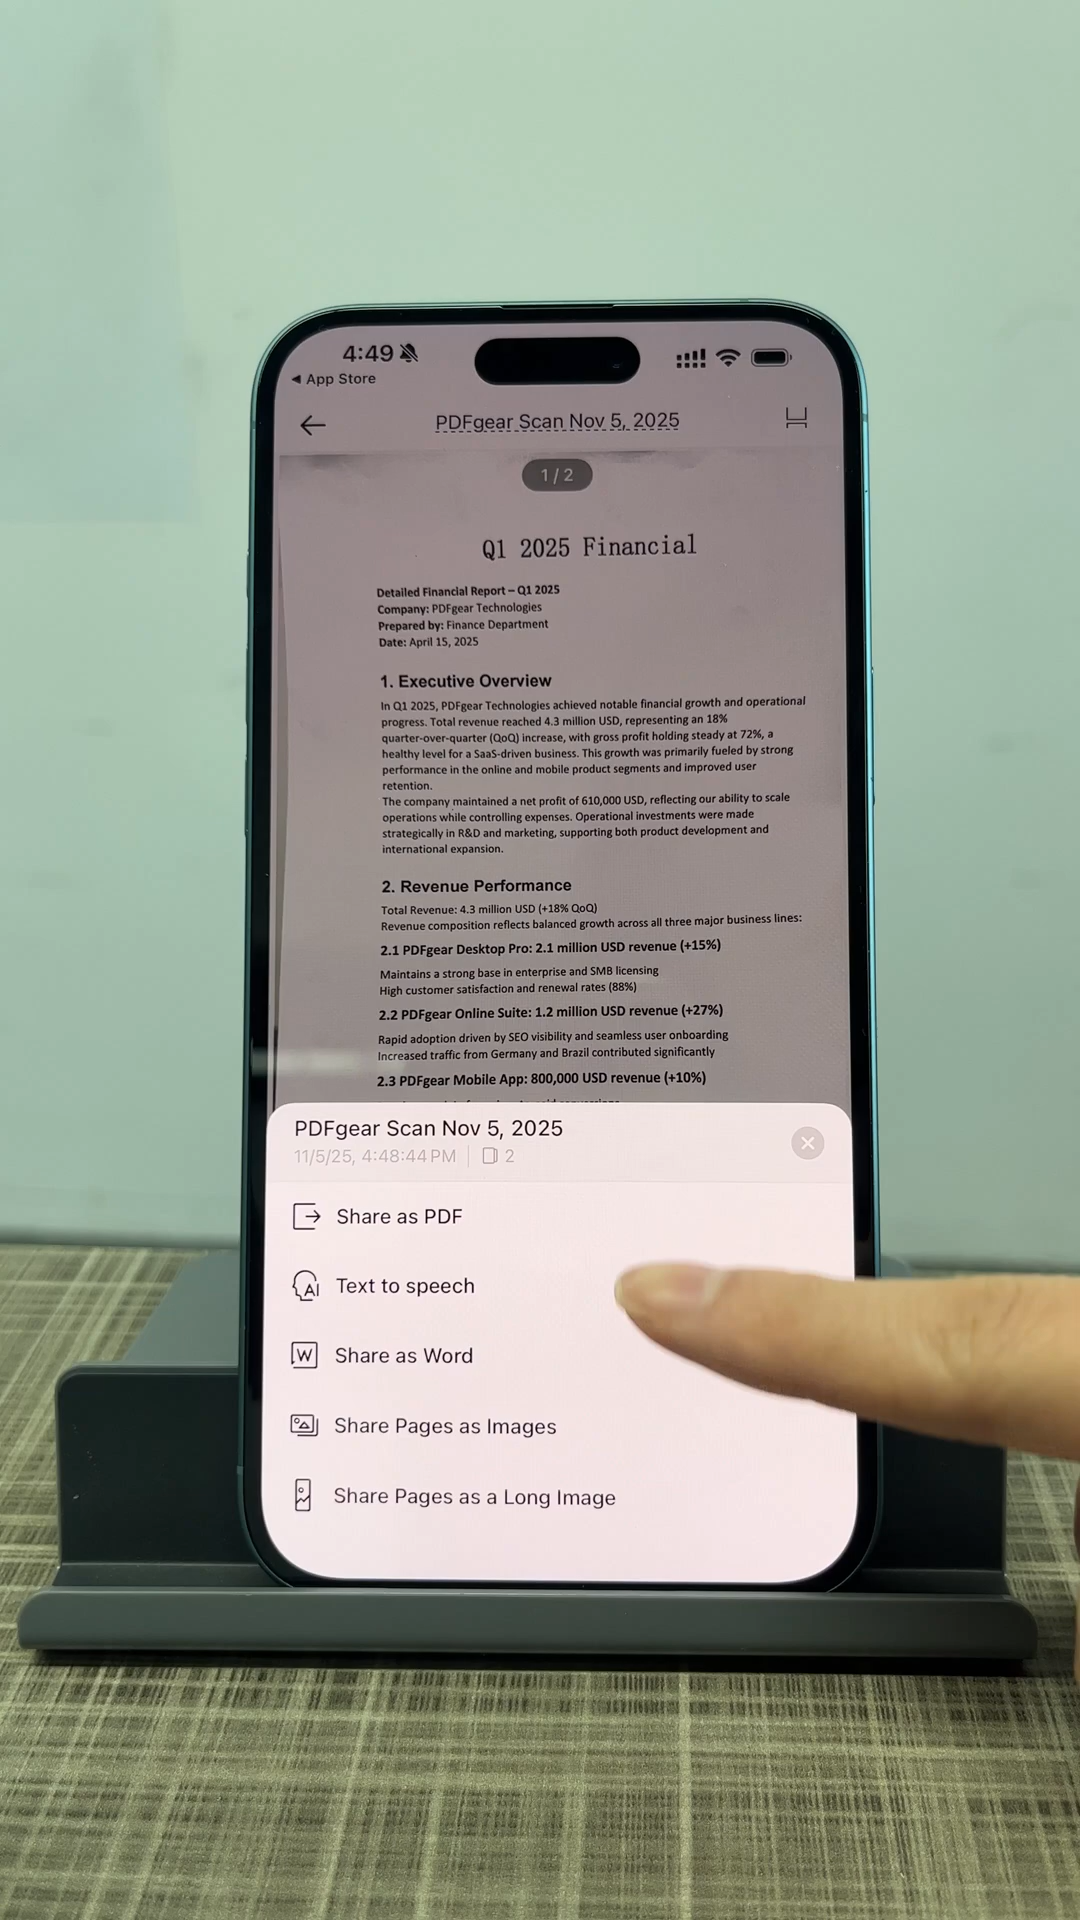 4:49
◀ App Store
PDFgear Scan Nov 5, 2025
1 / 2
Q1 2025 Financial
Detailed Financial Report – Q1 2025
Company: PDFgear Technologies
Prepared by: Finance Department
Date: April 15, 2025
1. Executive Overview
In Q1 2025, PDFgear Technologies achieved notable financial growth and operational
progress. Total revenue reached 4.3 million USD, representing an 18%
quarter-over-quarter (QoQ) increase, with gross profit holding steady at 72%, a
healthy level for a SaaS-driven business. This growth was primarily fueled by strong
performance in the online and mobile product segments and improved user
retention.
The company maintained a net profit of 610,000 USD, reflecting our ability to scale
operations while controlling expenses. Operational investments were made
strategically in R&D and marketing, supporting both product development and
international expansion.
2. Revenue Performance
Total Revenue: 4.3 million USD (+18% QoQ)
Revenue composition reflects balanced growth across all three major business lines:
2.1 PDFgear Desktop Pro: 2.1 million USD revenue (+15%)
Maintains a strong base in enterprise and SMB licensing
High customer satisfaction and renewal rates (88%)
2.2 PDFgear Online Suite: 1.2 million USD revenue (+27%)
Rapid adoption driven by SEO visibility and seamless user onboarding
Increased traffic from Germany and Brazil contributed significantly
2.3 PDFgear Mobile App: 800,000 USD revenue (+10%)
PDFgear Scan Nov 5, 2025
11/5/25, 4:48:44 PM 2
Share as PDF
AI Text to speech
W Share as Word
Share Pages as Images
Share Pages as a Long Image